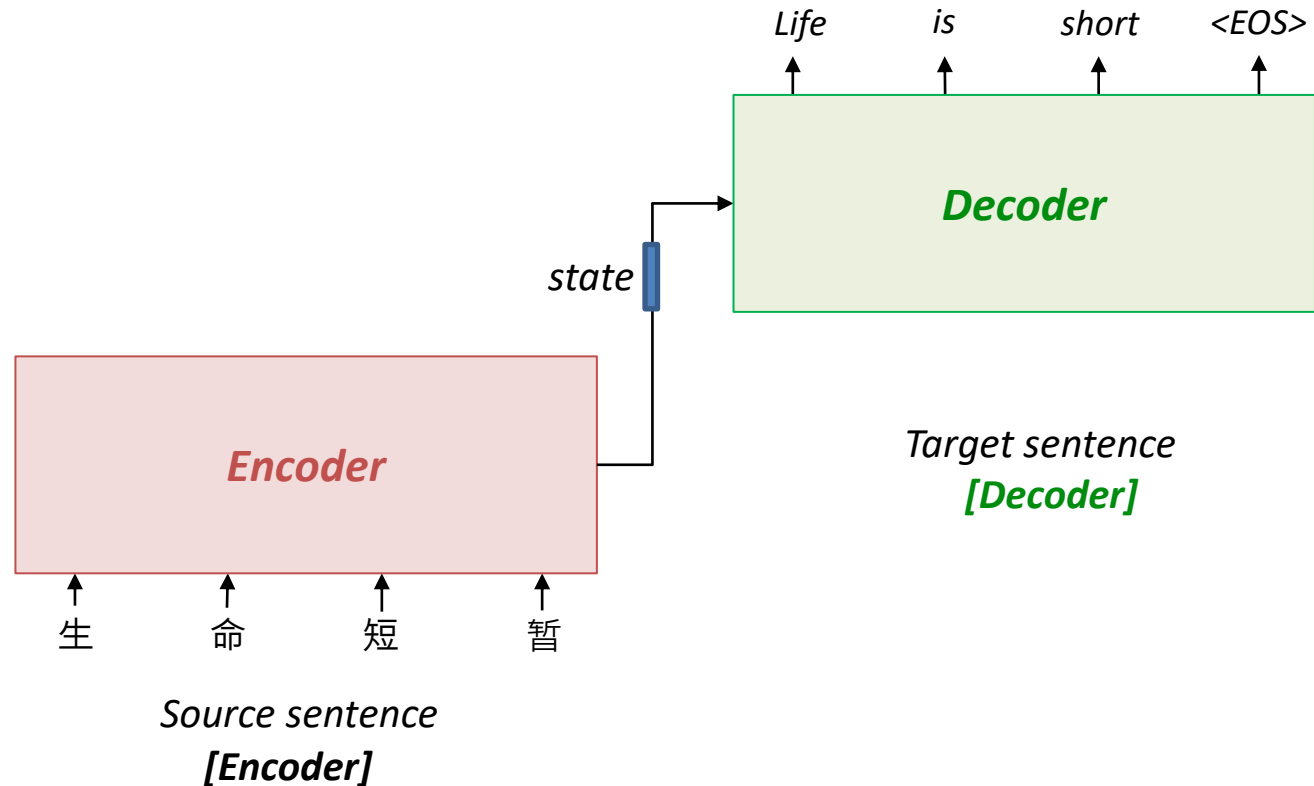 Life is short <EOS>
Decoder
state
Encoder
Target sentence
[Decoder]
生 命 短 暂
Source sentence
[Encoder]